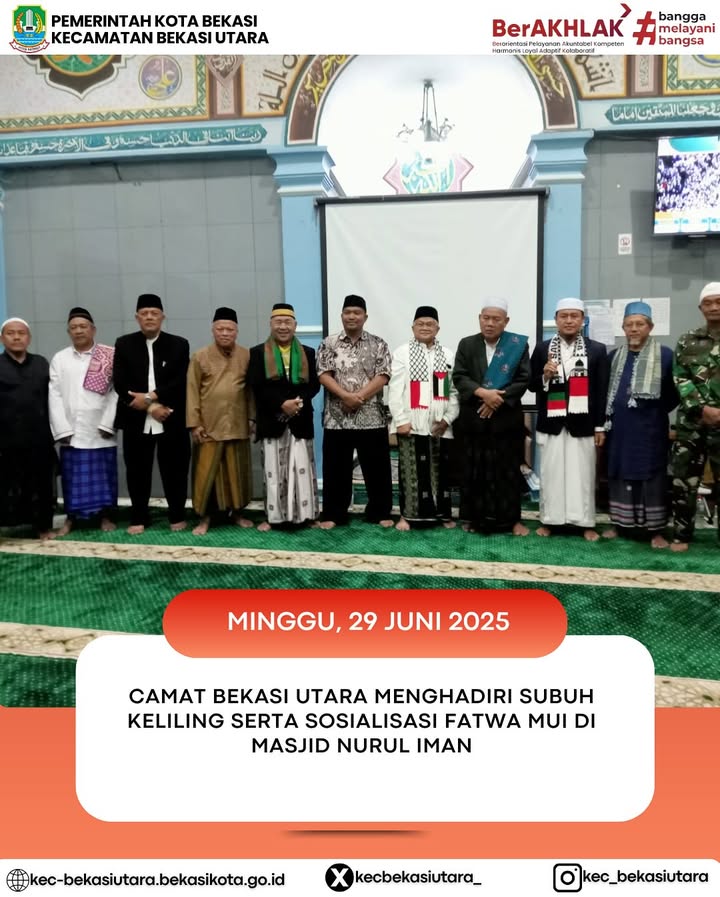 PEMERINTAH KOTA BEKASI
KECAMATAN BEKASI UTARA
BerAKHLAK
Berorientasi Pelayanan Akuntabel Kompeten
Harmonis Loyal Adaptif Kolaboratif
#bangga
melayani
bangsa
MINGGU, 29 JUNI 2025
CAMAT BEKASI UTARA MENGHADIRI SUBUH
KELILING SERTA SOSIALISASI FATWA MUI DI
MASJID NURUL IMAN
kec-bekasiutara.bekasikota.go.id
kecbekasiutara_
kec_bekasiutara